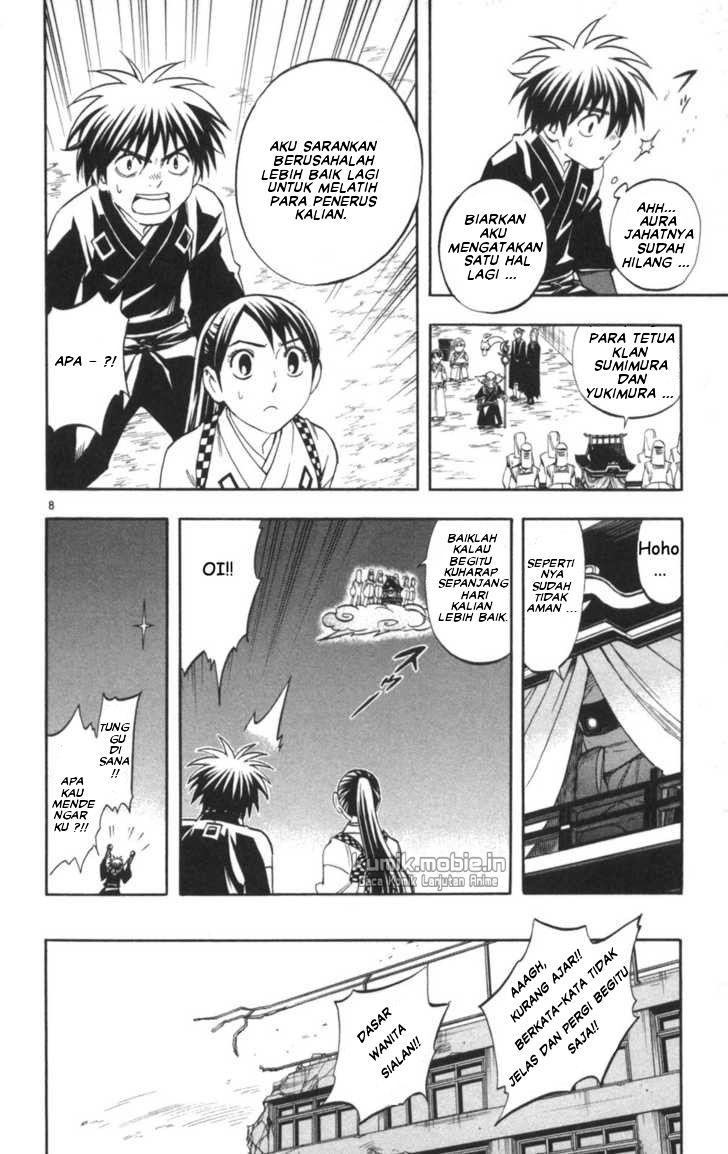 AHH...
AURA
JAHATNYA
SUDAH
HILANG ...
BIARKAN
AKU
MENGATAKAN
SATU HAL
LAGI ...
PARA TETUA
KLAN
SUMIMURA
DAN
YUKIMURA ...
AKU SARANKAN
BERUSAHALAH
LEBIH BAIK LAGI
UNTUK MELATIH
PARA PENERUS
KALIAN.
APA - ?!
8
Hoho
...
SEPERTI
NYA
SUDAH
TIDAK
AMAN ...
BAIKLAH
KALAU
BEGITU
KUHARAP
SEPANJANG
HARI
KALIAN
LEBIH BAIK.
OI!!
TUNG
GU DI
SANA
!!
APA
KAU
MENDE
NGAR
KU ?!!
kumik.mobie.in
Baca Komik Lanjutan Anime
AAAGH,
KURANG AJAR!!
BERKATA-KATA TIDAK
JELAS DAN PERGI BEGITU
SAJA!!
DASAR
WANITA
SIALAN!!